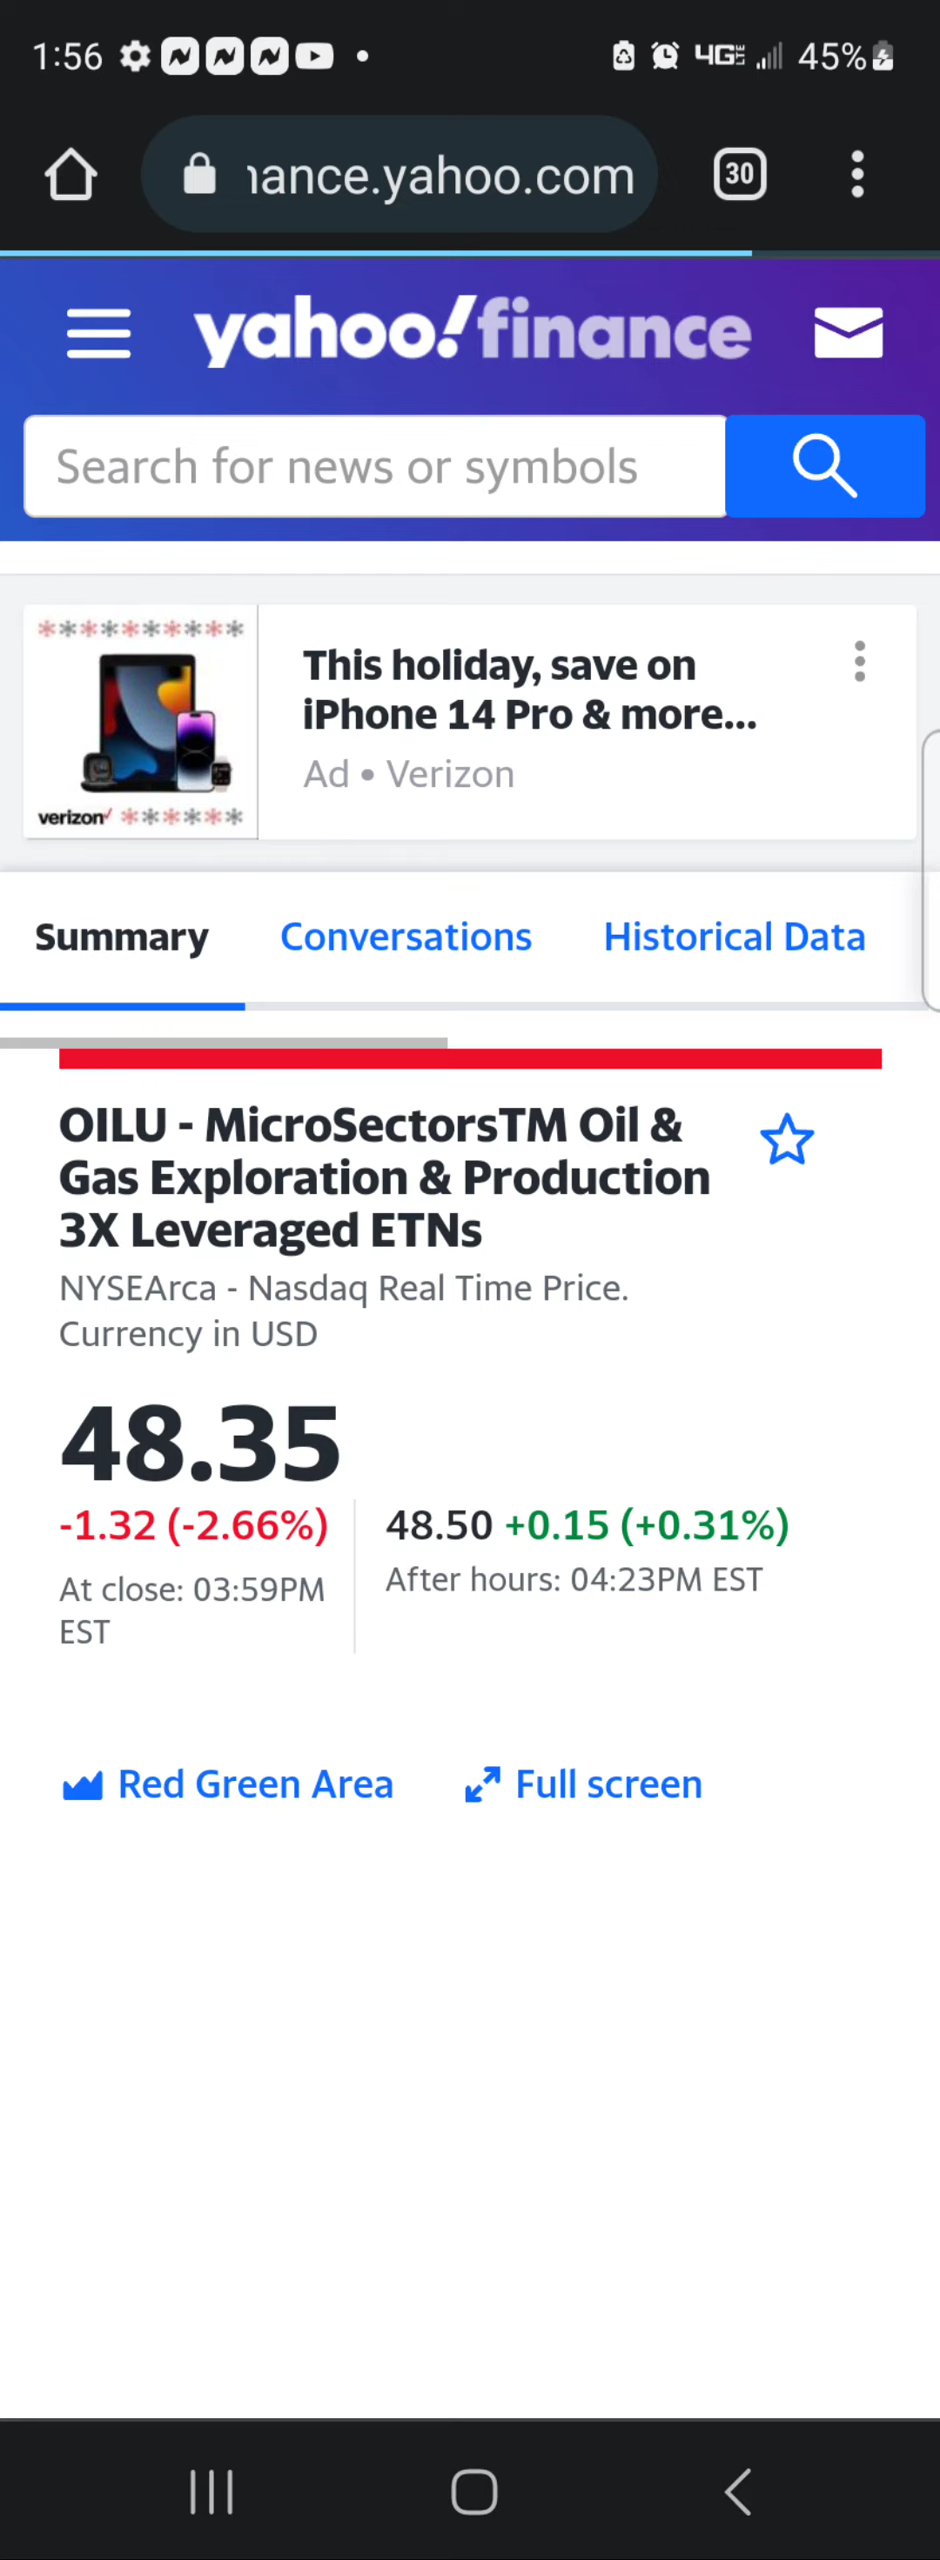 1:56 4G LTE 45%
nance.yahoo.com 30
yahoo!finance
Search for news or symbols
This holiday, save on
iPhone 14 Pro & more...
Ad • Verizon
verizon
Summary Conversations Historical Data
OILU - MicroSectorsTM Oil &
Gas Exploration & Production
3X Leveraged ETNs
NYSEArca - Nasdaq Real Time Price.
Currency in USD
48.35
-1.32 (-2.66%) 48.50 +0.15 (+0.31%)
At close: 03:59PM
EST
After hours: 04:23PM EST
Red Green Area Full screen